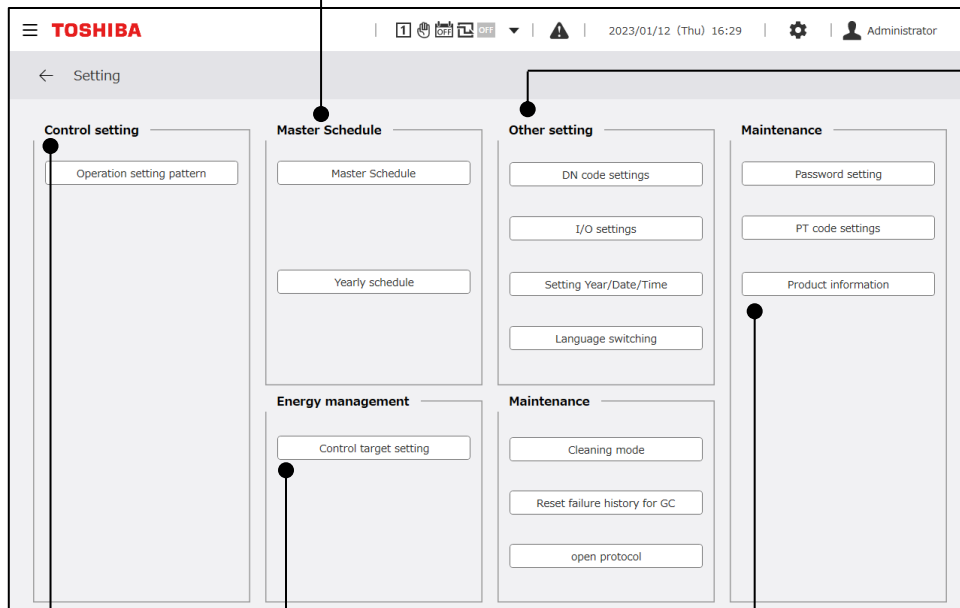 TOSHIBA
1 OFF OFF
2023/01/12 (Thu) 16:29
Administrator
Setting
Control setting
Operation setting pattern
Master Schedule
Master Schedule
Yearly schedule
Energy management
Control target setting
Other setting
DN code settings
I/O settings
Setting Year/Date/Time
Language switching
Maintenance
Cleaning mode
Reset failure history for GC
open protocol
Maintenance
Password setting
PT code settings
Product information